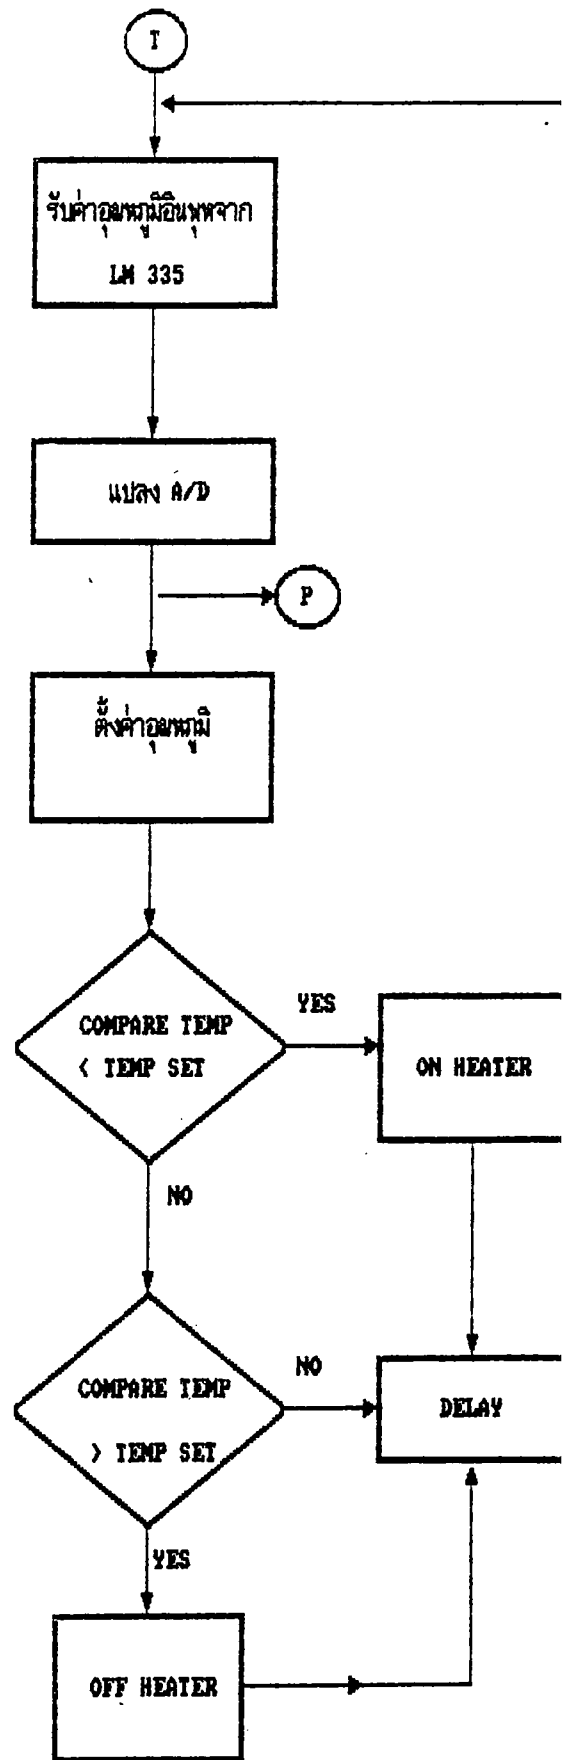 T
รับค่าอุณหภูมิอินพุทจาก
LM 335
แปลง A/D
P
ตั้งค่าอุณหภูมิ
COMPARE TEMP
< TEMP SET
YES
ON HEATER
NO
COMPARE TEMP
> TEMP SET
NO
DELAY
YES
OFF HEATER